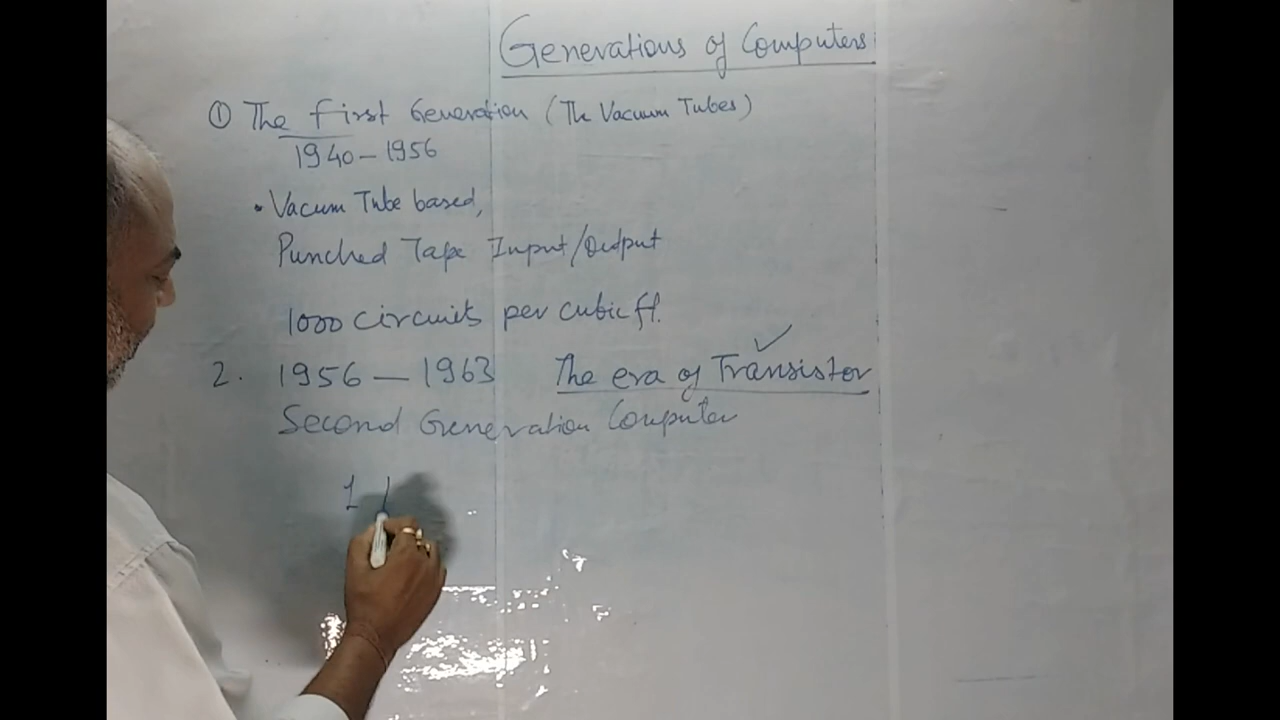 Generations of Computers
① The First Generation (The Vacuum Tubes)
1940 - 1956
• Vacum Tube based,
Punched Tape Input/Output
1000 circuits per cubic ft.
2. 1956 - 1963 The era of Transistor
Second Generation Computer
1